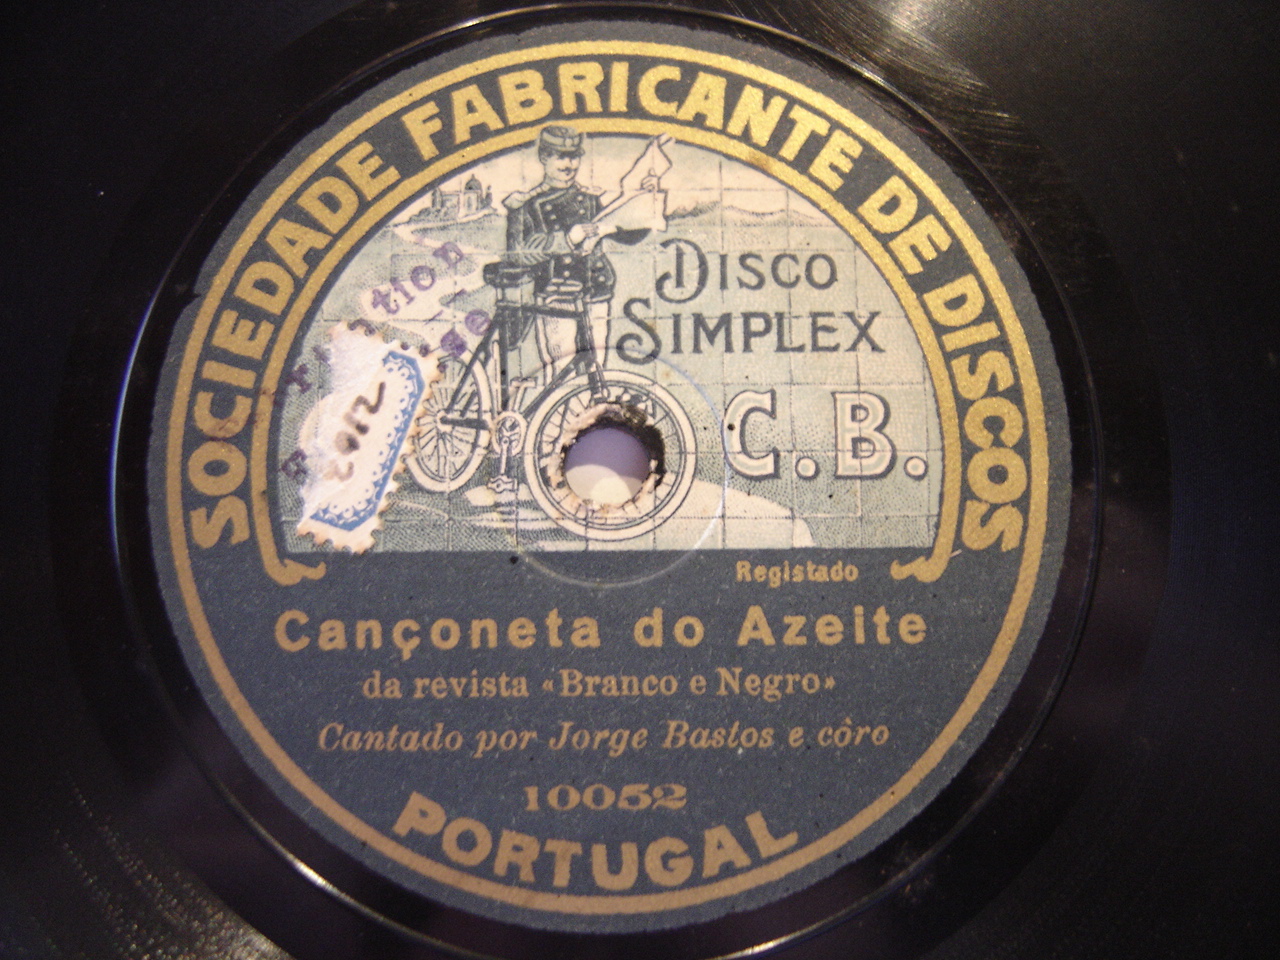 SOCIEDADE FABRICANTE DE DISCOS
DISCO
SIMPLEX
C.B.
2012
Registado
Cançoneta do Azeite
da revista «Branco e Negro»
Cantado por Jorge Bastos e côro
10052
PORTUGAL